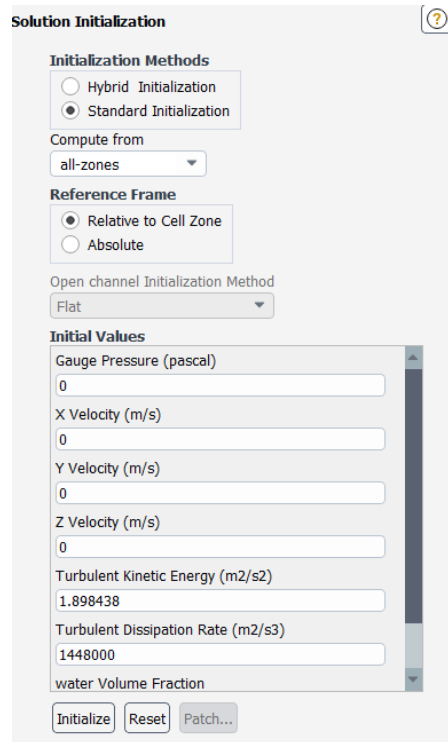 Solution Initialization
?
Initialization Methods
Hybrid Initialization
Standard Initialization
Compute from
all-zones
Reference Frame
Relative to Cell Zone
Absolute
Open channel Initialization Method
Flat
Initial Values
Gauge Pressure (pascal)
0
X Velocity (m/s)
0
Y Velocity (m/s)
0
Z Velocity (m/s)
0
Turbulent Kinetic Energy (m2/s2)
1.898438
Turbulent Dissipation Rate (m2/s3)
1448000
water Volume Fraction
Initialize Reset Patch...